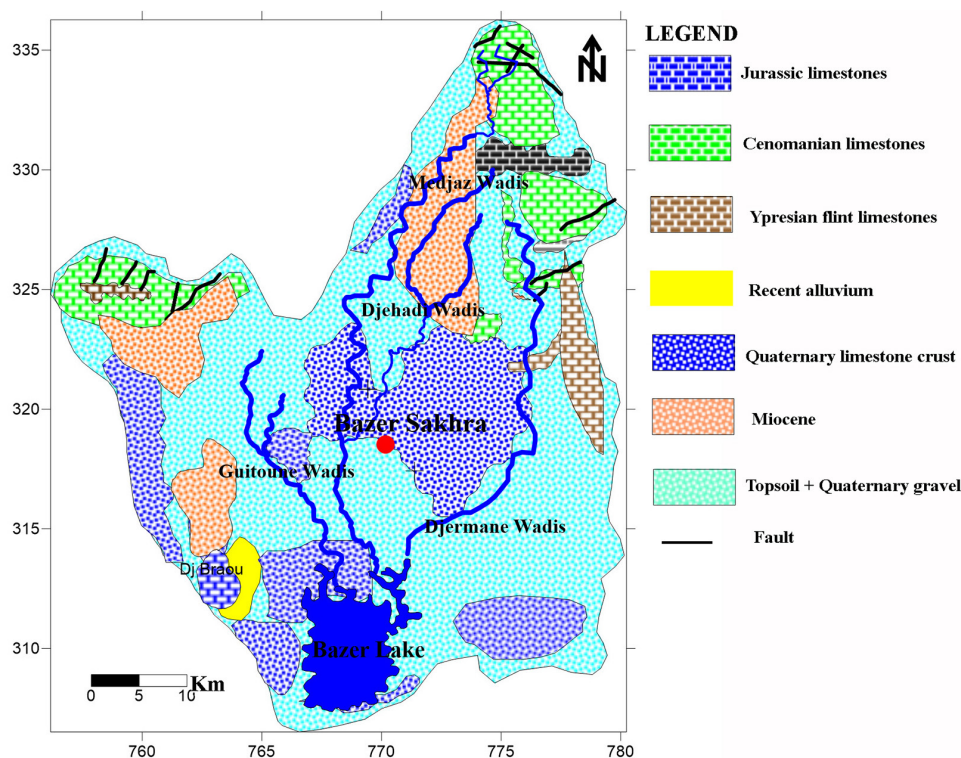 LEGEND
Jurassic limestones
Cenomanian limestones
Ypresian flint limestones
Recent alluvium
Quaternary limestone crust
Miocene
Topsoil + Quaternary gravel
Fault
N
335
330
325
320
315
310
Medjaz Wadis
Djehadi Wadis
Bazer Sakhra
Guitoune Wadis
Djermane Wadis
Dj Braou
Bazer Lake
Km
0 5 10
760 765 770 775 780